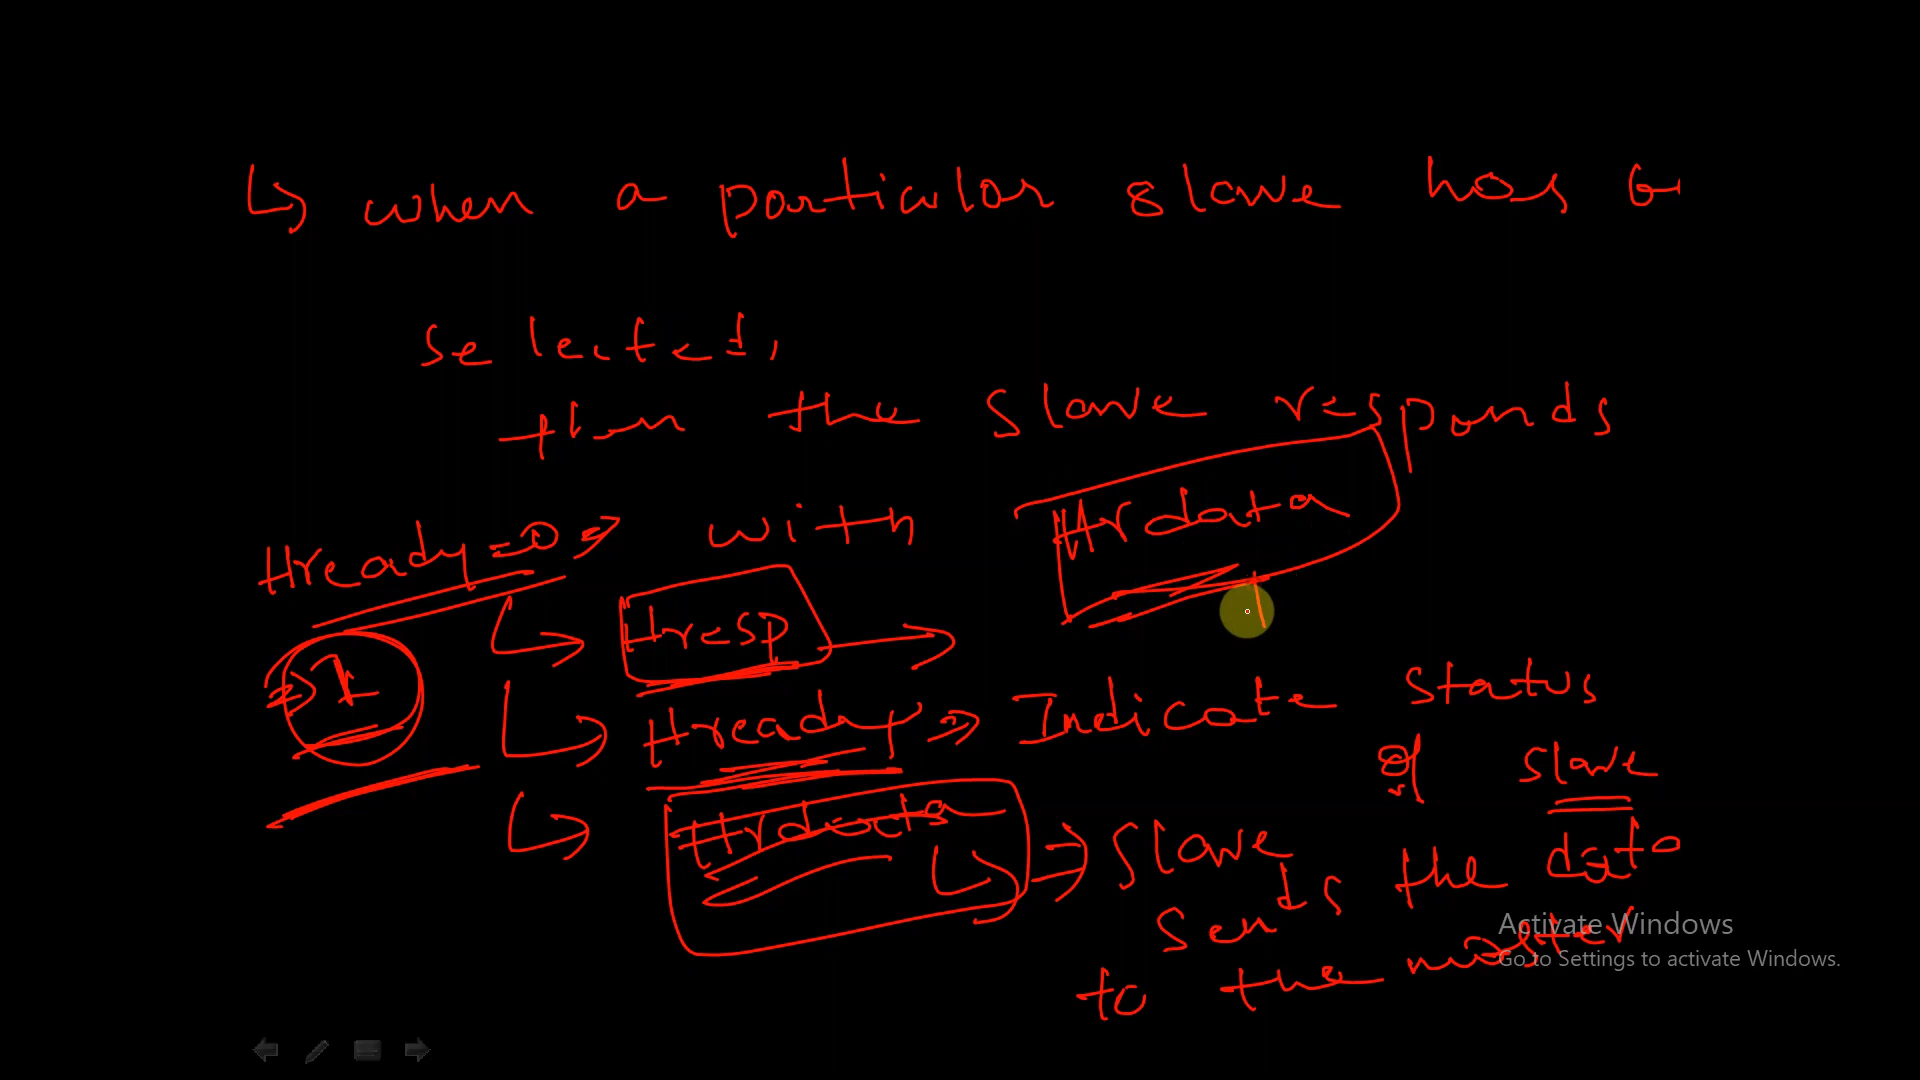 ↳ when a particular slave has b
selected,
then the slave responds
Hready = 0 ⇒ with Hrdata
⇒ 1
↳ Hresp →
↳ Hready ⇒ Indicate status
of slave
↳ Hrdata ⇒ Slave
sends the data
to the master
Activate Windows
Go to Settings to activate Windows.